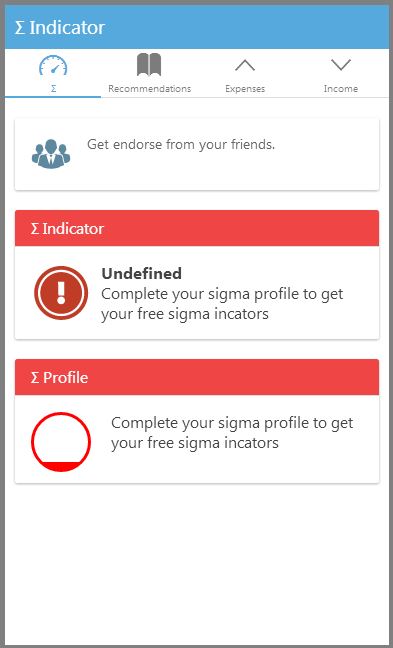 Σ Indicator
Σ
Recommendations
Expenses
Income
Get endorse from your friends.
Σ Indicator
Undefined
Complete your sigma profile to get
your free sigma incators
Σ Profile
Complete your sigma profile to get
your free sigma incators